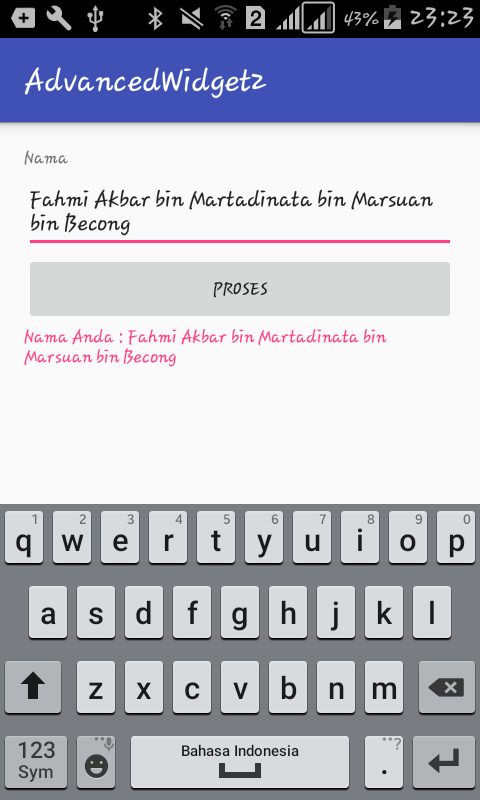 2 43% 23:23
AdvancedWidget2
Nama
Fahmi Akbar bin Martadinata bin Marsuan
bin Becong
PROSES
Nama Anda : Fahmi Akbar bin Martadinata bin
Marsuan bin Becong
1 2 3 4 5 6 7 8 9 0
q w e r t y u i o p
a s d f g h j k l
z x c v b n m
123
Sym
Bahasa Indonesia
. ?